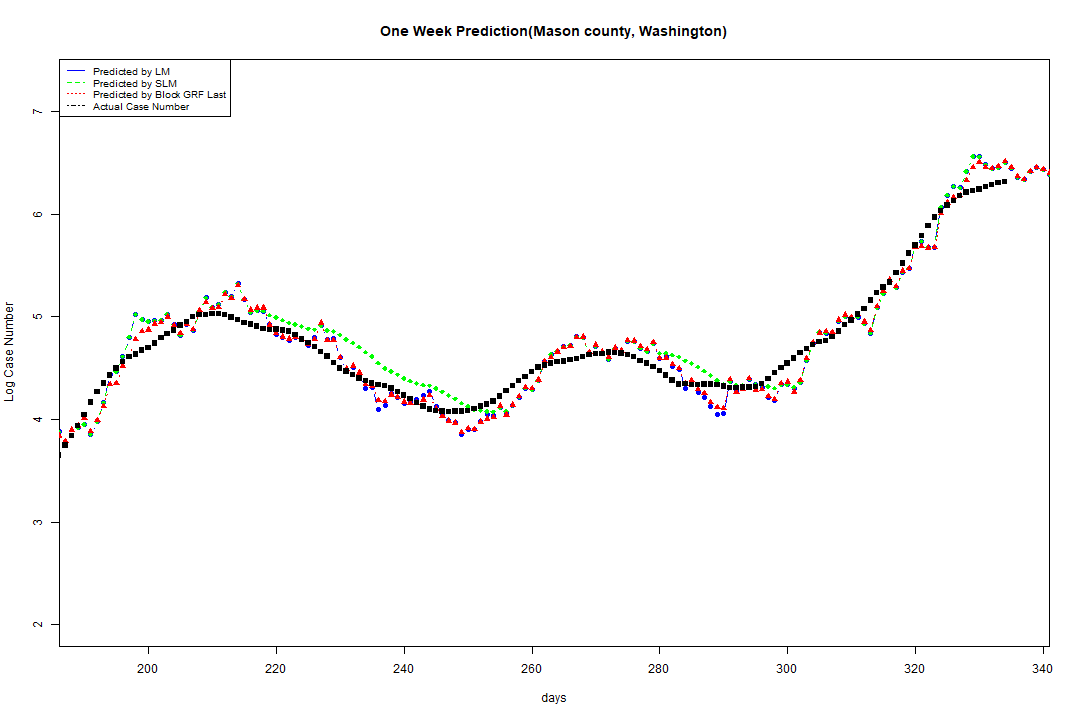 One Week Prediction(Mason county, Washington)
Predicted by LM
Predicted by SLM
Predicted by Block GRF Last
Actual Case Number
Log Case Number
7
6
5
4
3
2
200 220 240 260 280 300 320 340
days